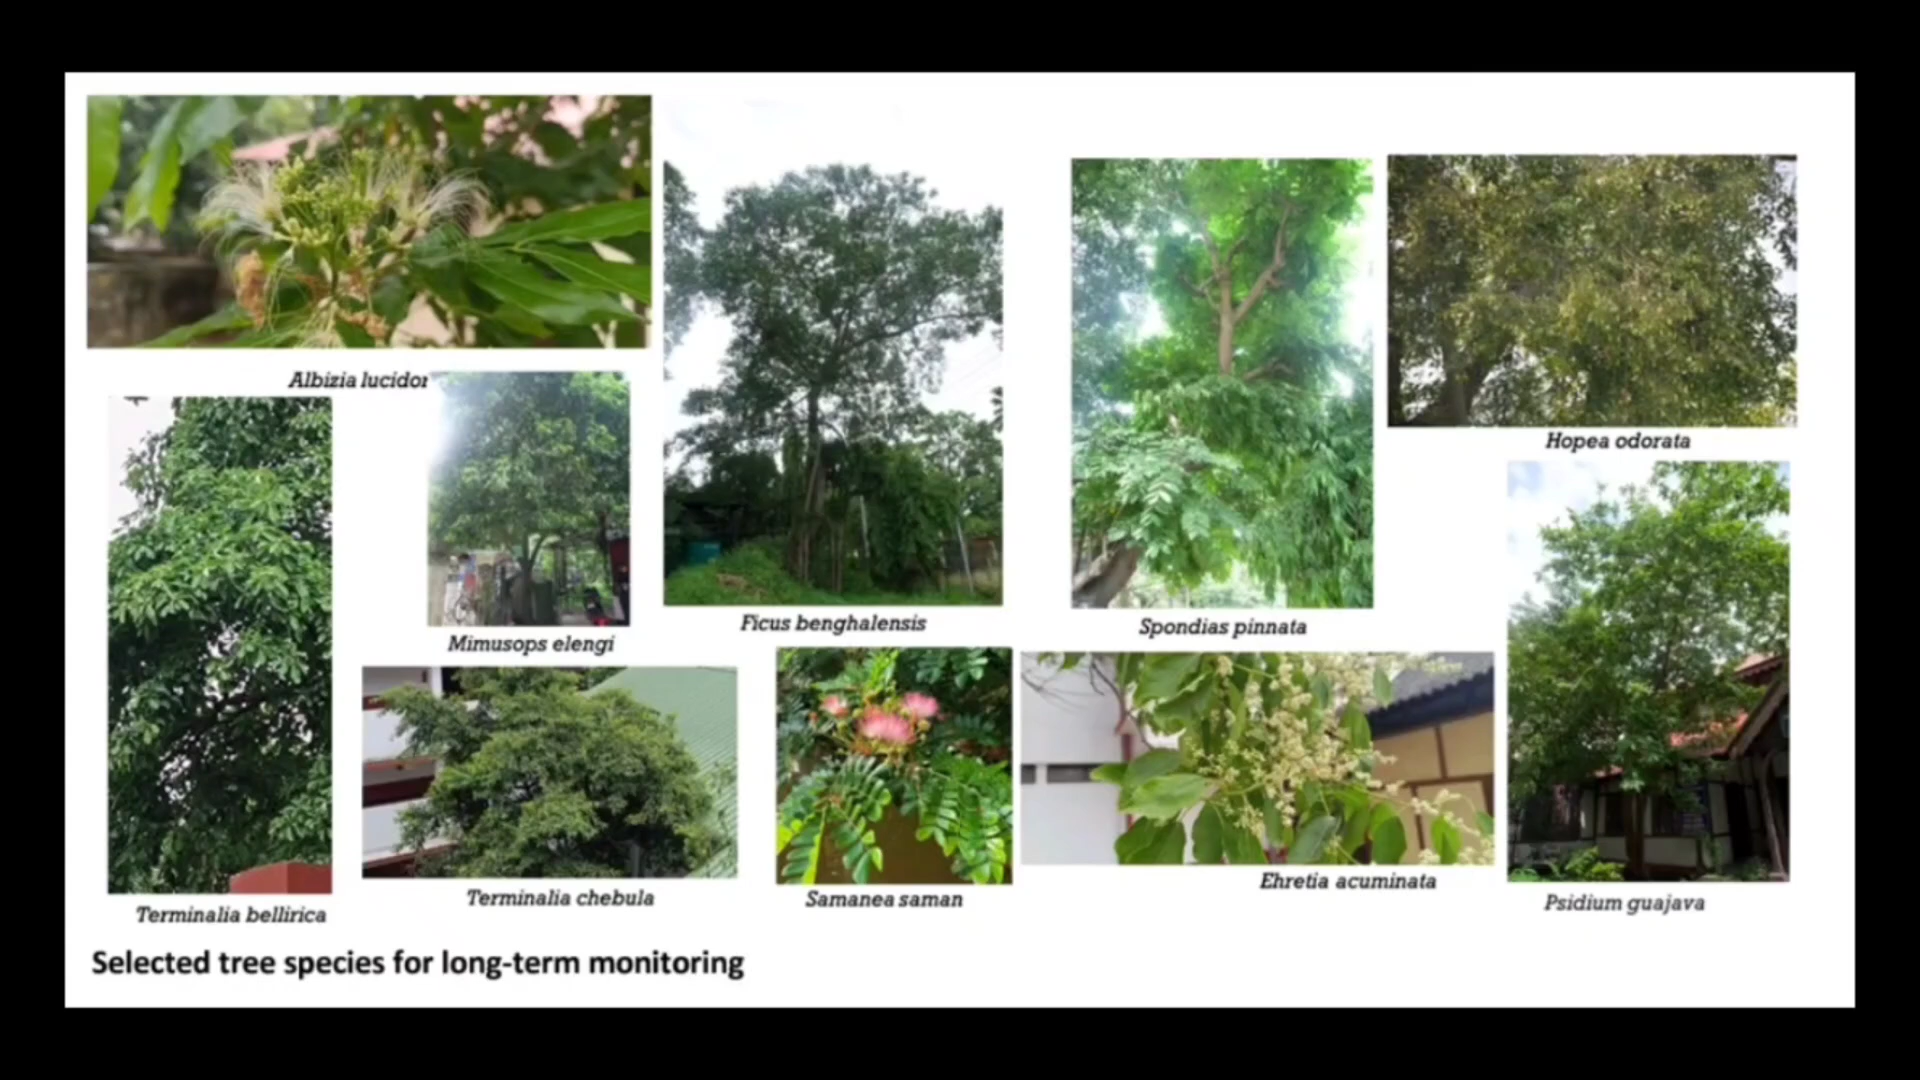 Albizia lucidor
Hopea odorata
Ficus benghalensis
Spondias pinnata
Mimusops elengi
Ehretia acuminata
Terminalia chebula
Samanea saman
Psidium guajava
Terminalia bellirica
Selected tree species for long-term monitoring